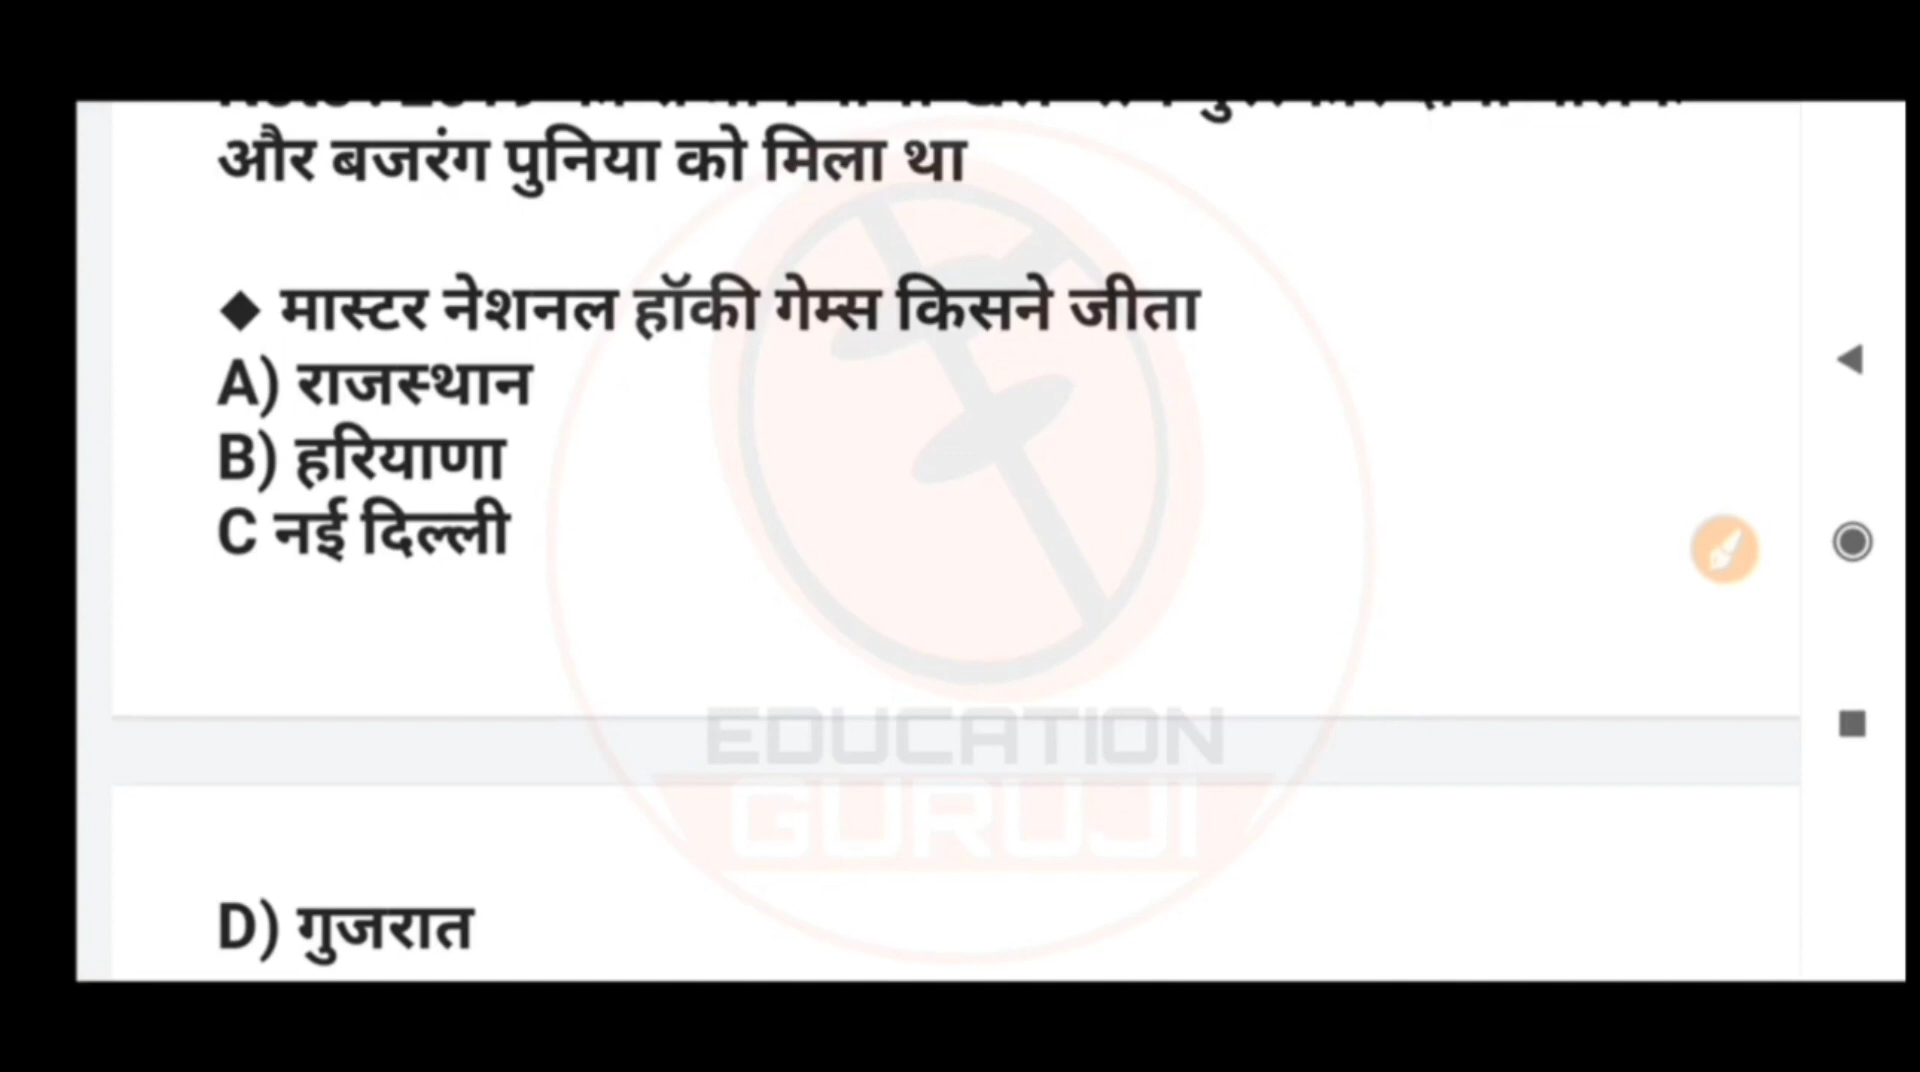 और बजरंग पुनिया को मिला था
◆ मास्टर नेशनल हॉकी गेम्स किसने जीता
A) राजस्थान
B) हरियाणा
C नई दिल्ली
EDUCATION
GURUJI
D) गुजरात